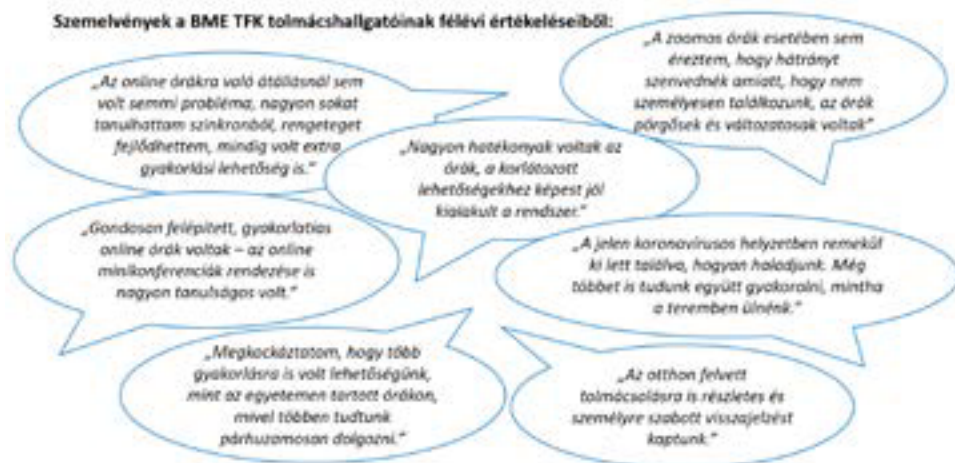 Szemelvények a BME TFK tolmácshallgatóinak félévi értékeléseiből:
„Az online órákra való átállásnál sem
volt semmi probléma, nagyon sokat
tanulhattam szinkronból, rengeteget
fejlődhettem, mindig volt extra
gyakorlási lehetőség is.”
„A zoomos órák esetében sem
éreztem, hogy hátrányt
szenvednék amiatt, hogy nem
személyesen találkozunk, az órák
pörgősek és változatosak voltak”
„Nagyon hatékonyak voltak az
órák, a korlátozott
lehetőségekhez képest jól
kialakult a rendszer.”
„Gondosan felépített, gyakorlatias
online órák voltak – az online
minikonferenciák rendezése is
nagyon tanulságos volt.”
„A jelen koronavírusos helyzetben remekül
ki lett találva, hogyan haladjunk. Még
többet is tudunk együtt gyakorolni, mintha
a teremben ülnénk.”
„Megkockáztatom, hogy több
gyakorlásra is volt lehetőségünk,
mint az egyetemen tartott órákon,
mivel többen tudtunk
párhuzamosan dolgozni.”
„Az otthon felvett
tolmácsolásra is részletes és
személyre szabott visszajelzést
kaptunk.”